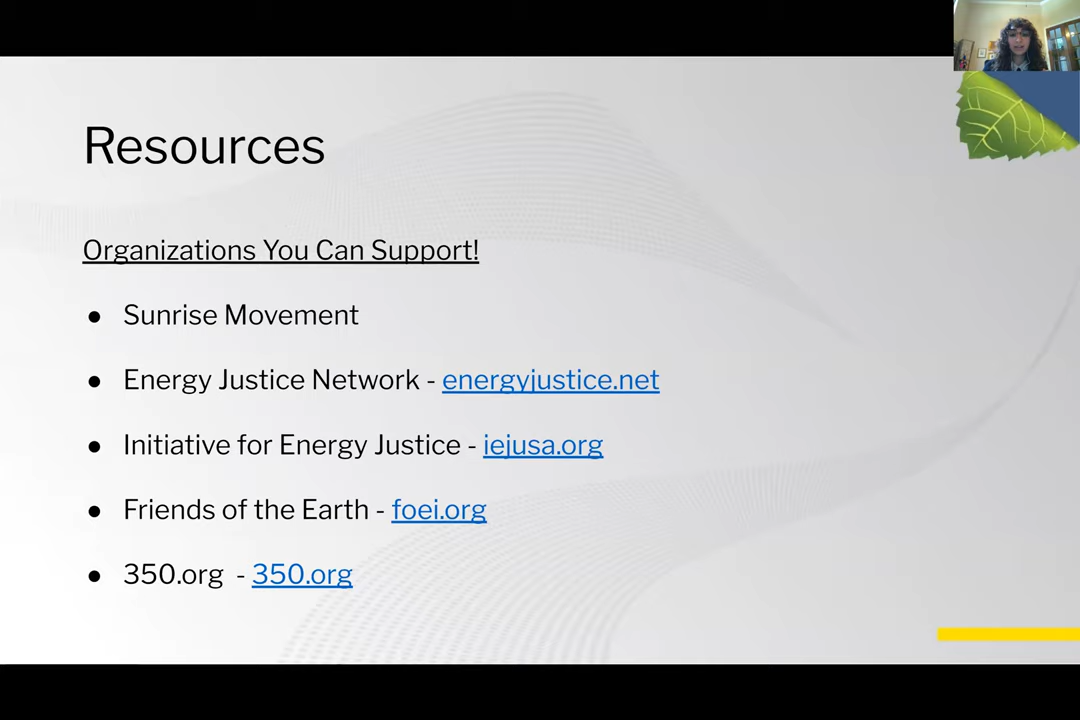 Resources
Organizations You Can Support!
● Sunrise Movement
● Energy Justice Network - energyjustice.net
● Initiative for Energy Justice - iejusa.org
● Friends of the Earth - foei.org
● 350.org - 350.org